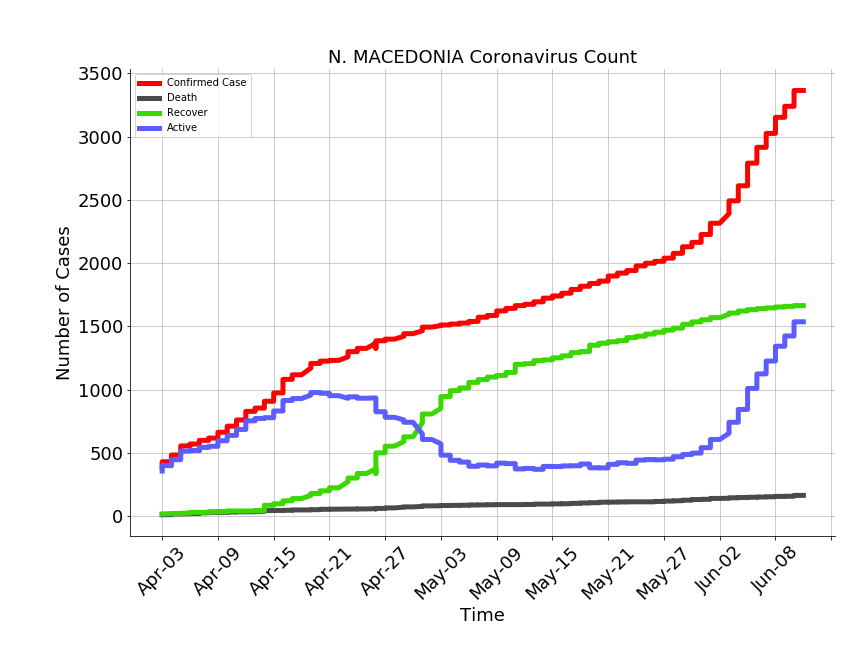 N. MACEDONIA Coronavirus Count
3500
3000
2500
2000
1500
1000
500
0
Number of Cases
Confirmed Case
Death
Recover
Active
Apr-03
Apr-09
Apr-15
Apr-21
Apr-27
May-03
May-09
May-15
May-21
May-27
Jun-02
Jun-08
Time